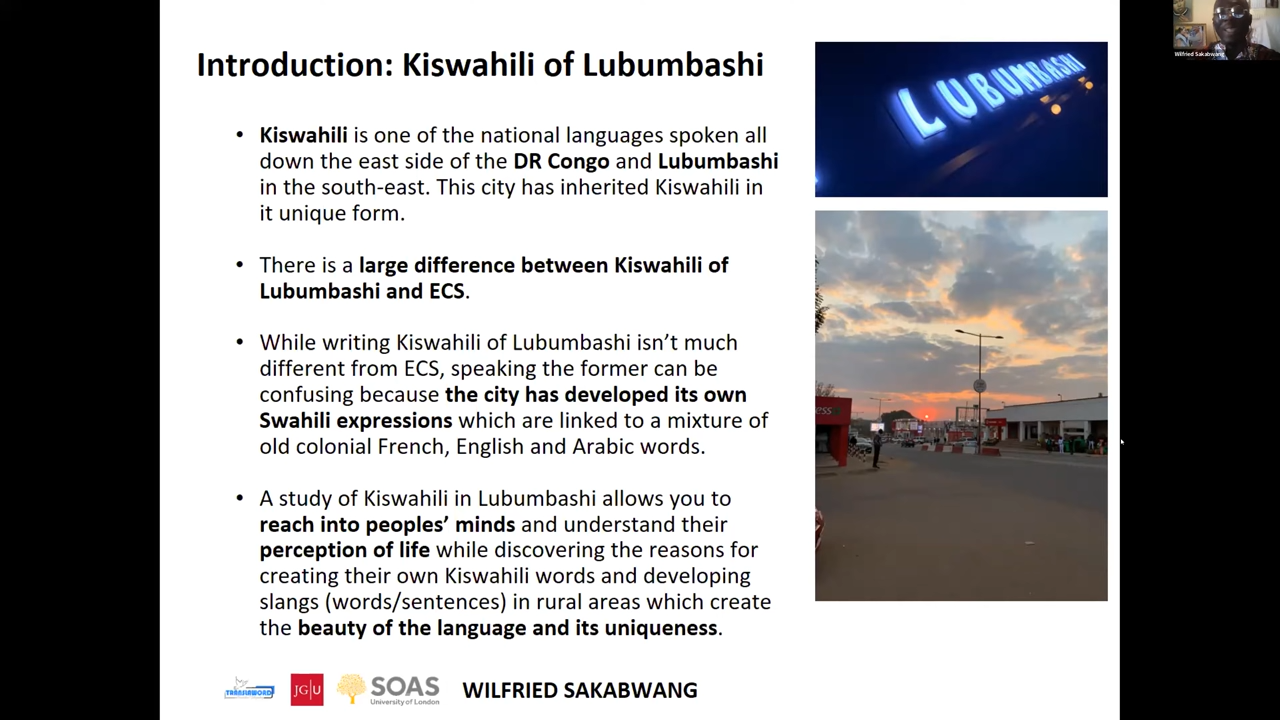 Introduction: Kiswahili of Lubumbashi
• Kiswahili is one of the national languages spoken all
down the east side of the DR Congo and Lubumbashi
in the south-east. This city has inherited Kiswahili in
it unique form.
• There is a large difference between Kiswahili of
Lubumbashi and ECS.
• While writing Kiswahili of Lubumbashi isn’t much
different from ECS, speaking the former can be
confusing because the city has developed its own
Swahili expressions which are linked to a mixture of
old colonial French, English and Arabic words.
• A study of Kiswahili in Lubumbashi allows you to
reach into peoples’ minds and understand their
perception of life while discovering the reasons for
creating their own Kiswahili words and developing
slangs (words/sentences) in rural areas which create
the beauty of the language and its uniqueness.
LUBUMBASHI
Wilfried Sakabwang
TRANSLAWORD
JG|U
SOAS
University of London
WILFRIED SAKABWANG